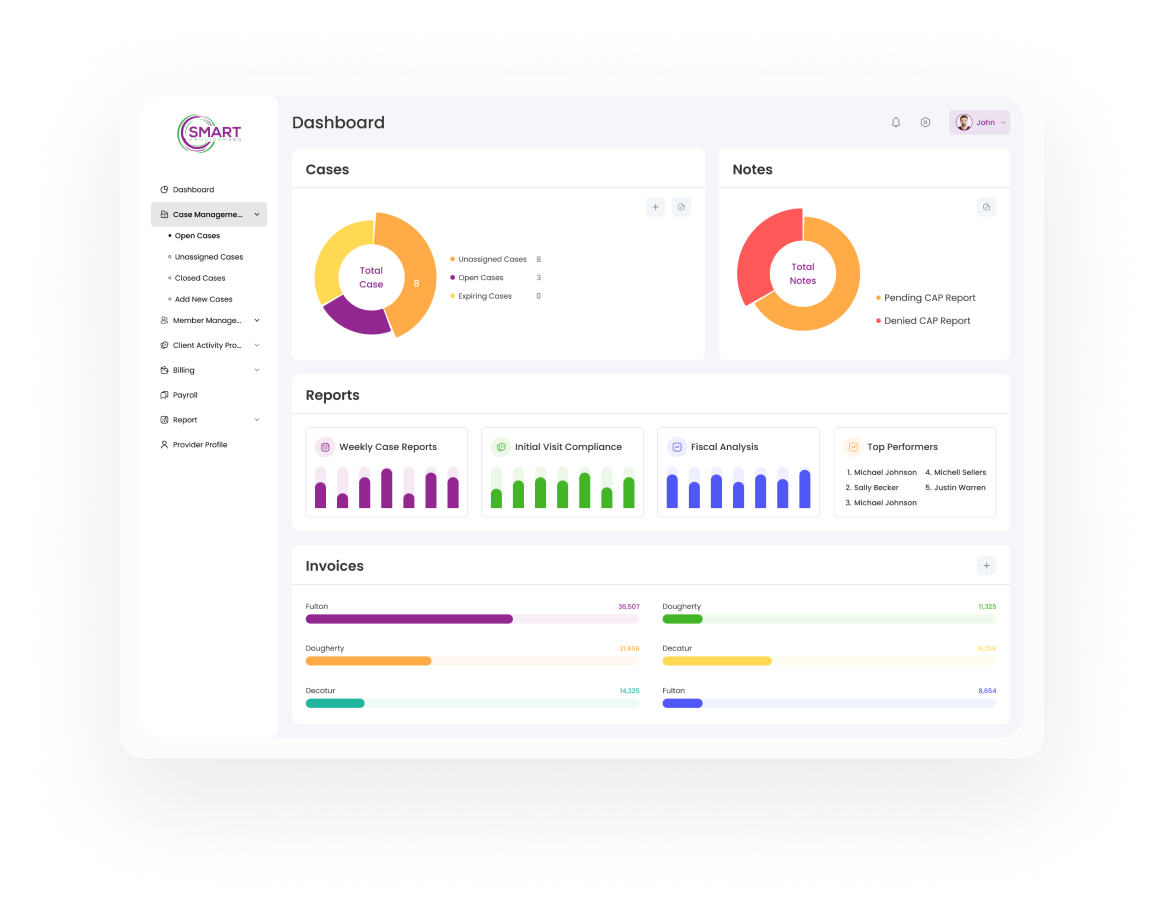 SMART
Dashboard
John
Dashboard
Case Manageme...
Open Cases
Unassigned Cases
Closed Cases
Add New Cases
Member Manage...
Client Activity Pro...
Billing
Payroll
Report
Provider Profile
Cases
Total
Case
8
Unassigned Cases 8
Open Cases 3
Expiring Cases 0
Notes
Total
Notes
Pending CAP Report
Denied CAP Report
Reports
Weekly Case Reports
Initial Visit Compliance
Fiscal Analysis
Top Performers
1. Michael Johnson 4. Michell Sellers
2. Sally Becker 5. Justin Warren
3. Michael Johnson
Invoices
Fulton 36,507
Dougherty 11,325
Dougherty 21,698
Decatur
Decatur 14,325
Fulton 8,654